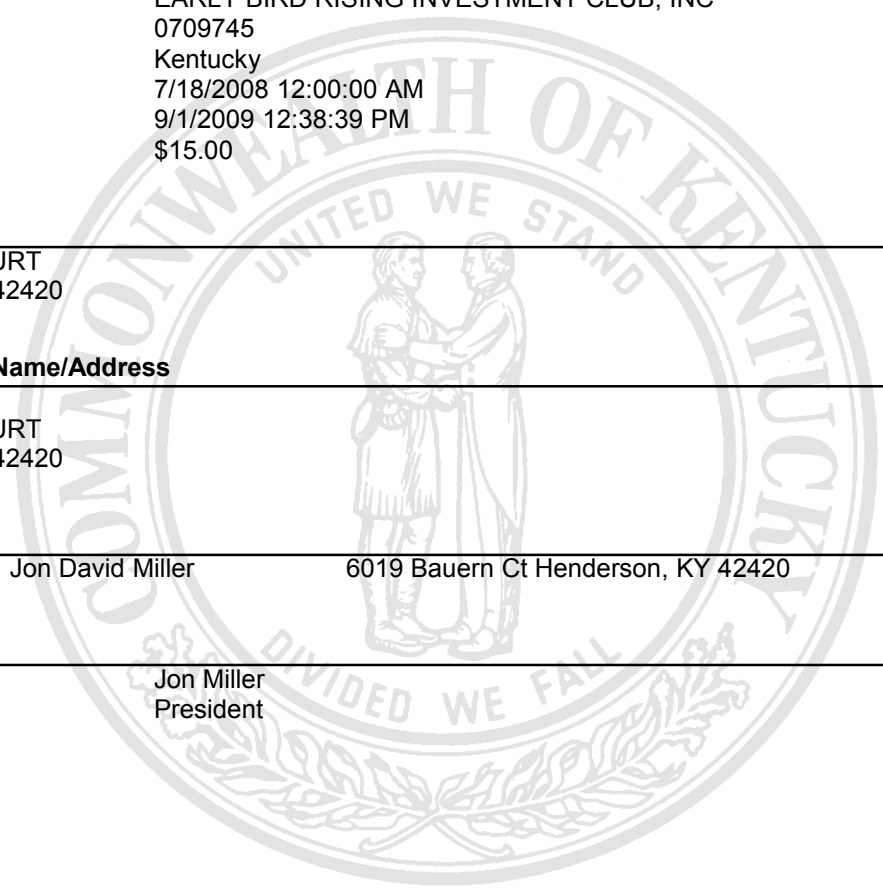 EARLY BIRD RISING INVESTMENT CLUB, INC
0709745
Kentucky
7/18/2008 12:00:00 AM
9/1/2009 12:38:39 PM
$15.00
URT
42420
Name/Address
URT
42420
Jon David Miller 6019 Bauern Ct Henderson, KY 42420
Jon Miller
President
COMMONWEALTH OF KENTUCKY
UNITED WE STAND
DIVIDED WE FALL